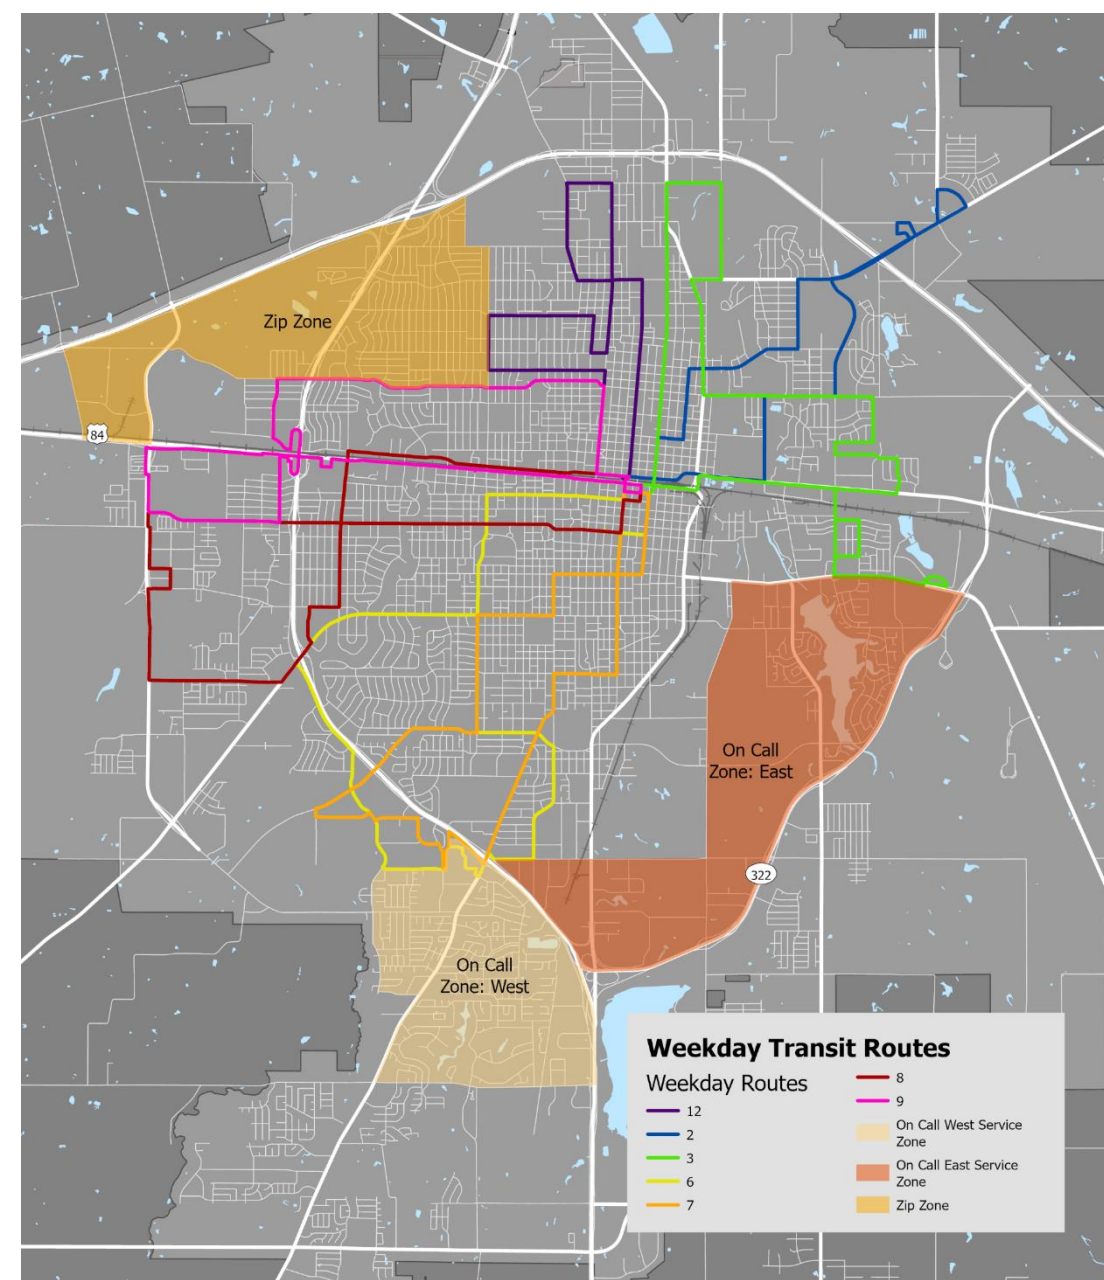 Zip Zone
84
On Call
Zone: East
322
On Call
Zone: West
Weekday Transit Routes
Weekday Routes
12
2
3
6
7
8
9
On Call West Service
Zone
On Call East Service
Zone
Zip Zone